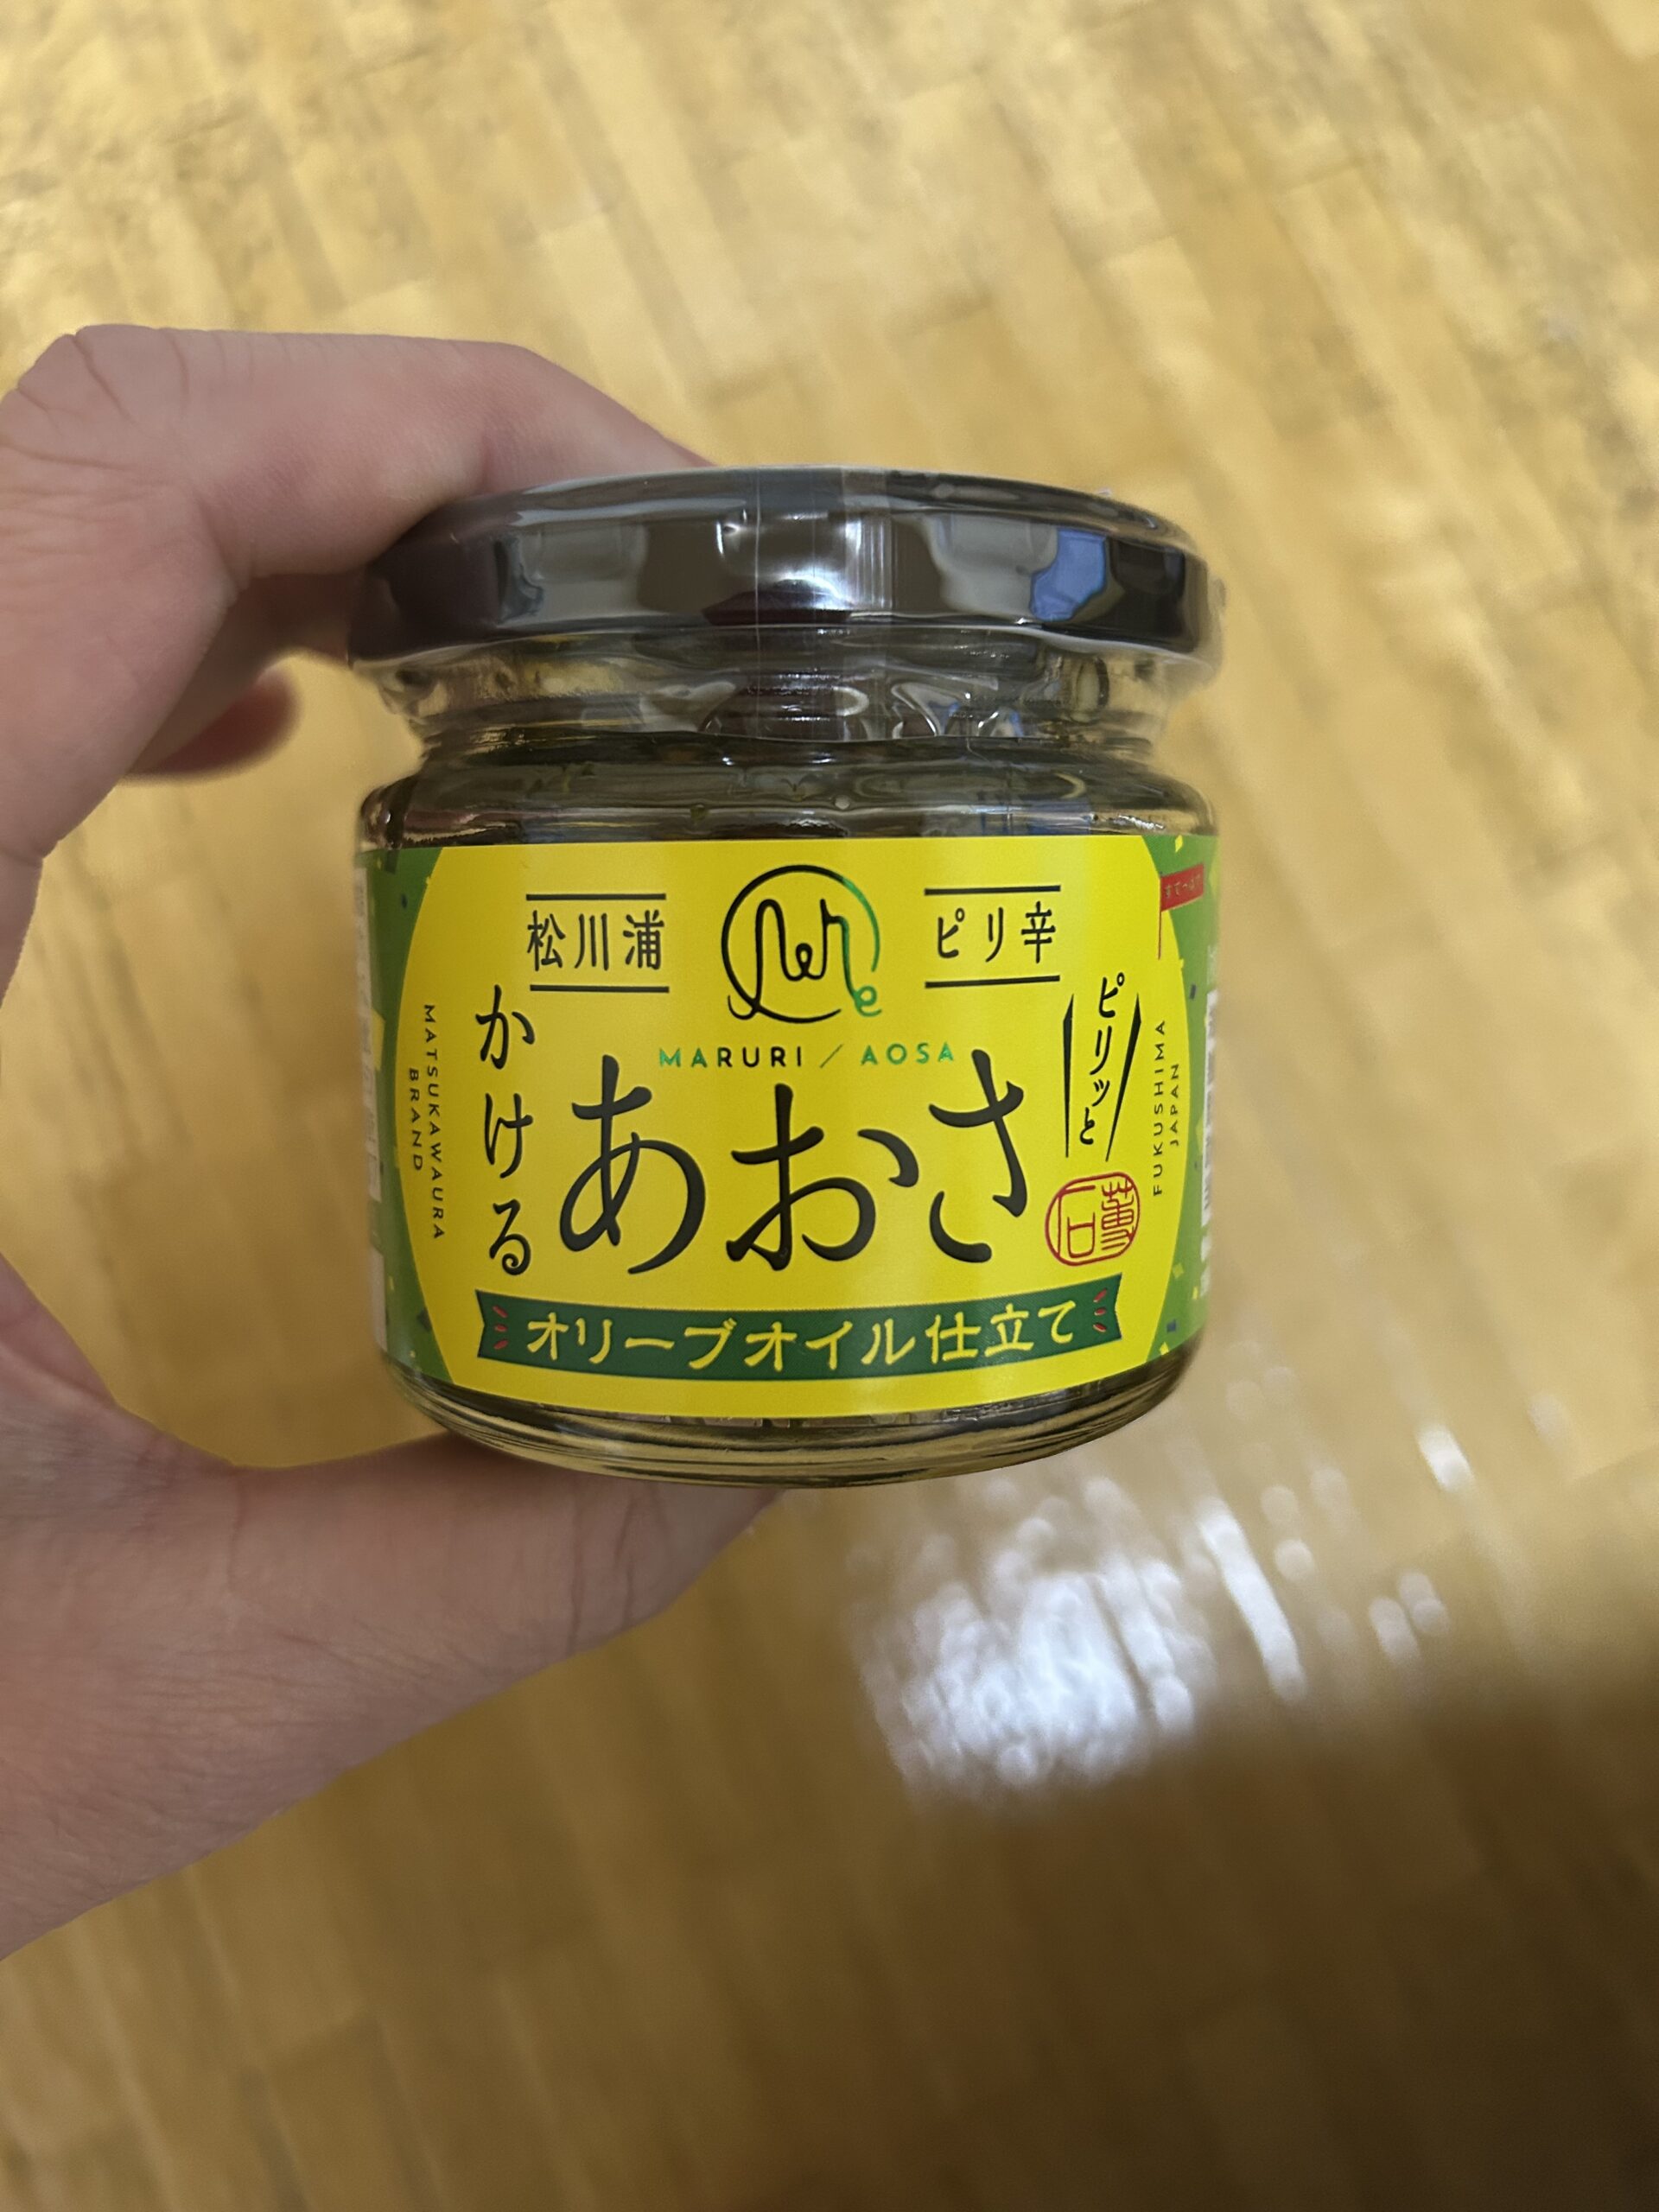 松川浦
ピリ辛
MARURI / AOSA
かける
あおさ
ピリッと
オリーブオイル仕立て
MATSUKAWAURA
BRAND
FUKUSHIMA
JAPAN